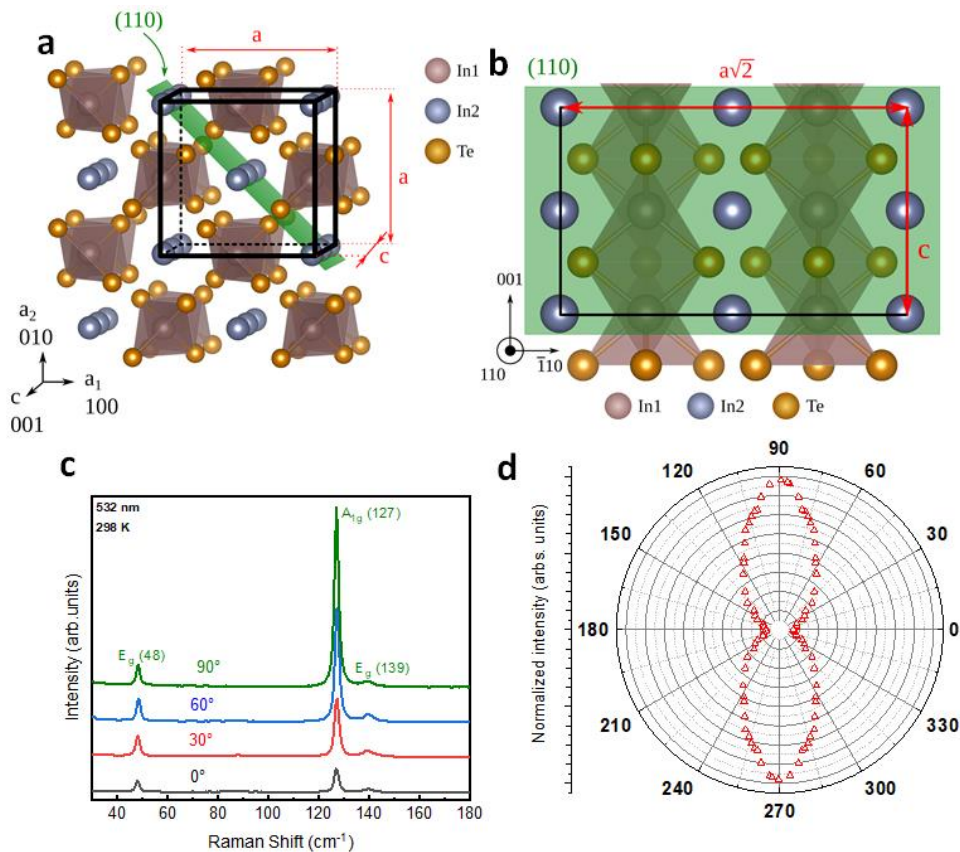 a
(110)
a
In1
In2
Te
a
c
a₂
010
c
a₁
001
100
b
(110)
a√2
c
001
110
1̅10
In1
In2
Te
c
532 nm
298 K
A₁g (127)
Eg (48)
90°
Eg (139)
60°
30°
0°
Intensity (arb.units)
40 60 80 100 120 140 160 180
Raman Shift (cm⁻¹)
d
Normalized intensity (arbs. units)
90
120
60
150
30
180
0
210
330
240
300
270